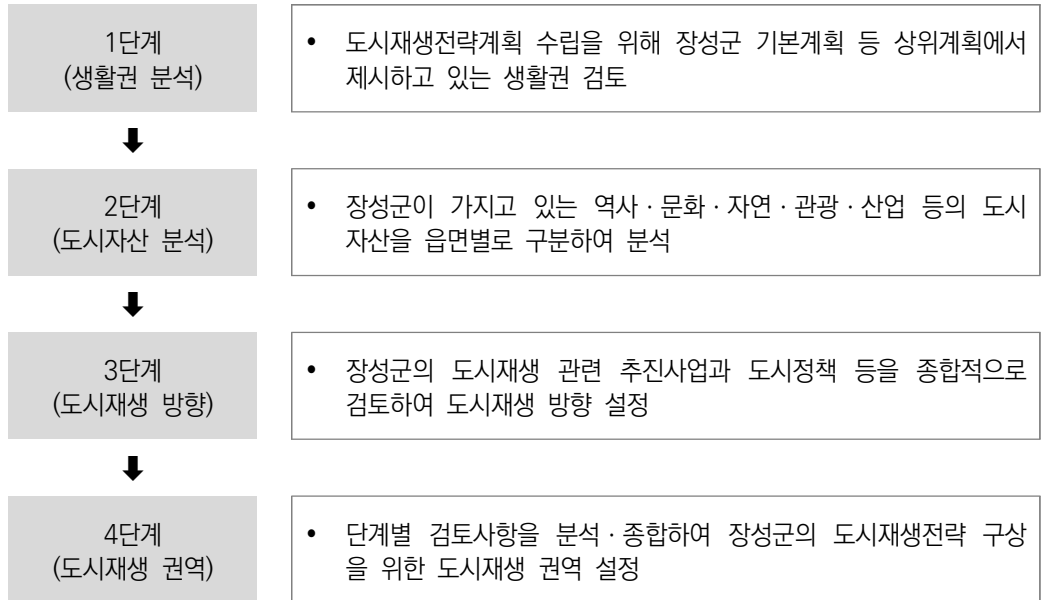 1단계
(생활권 분석)
• 도시재생전략계획 수립을 위해 장성군 기본계획 등 상위계획에서
제시하고 있는 생활권 검토
2단계
(도시자산 분석)
• 장성군이 가지고 있는 역사·문화·자연·관광·산업 등의 도시
자산을 읍면별로 구분하여 분석
3단계
(도시재생 방향)
• 장성군의 도시재생 관련 추진사업과 도시정책 등을 종합적으로
검토하여 도시재생 방향 설정
4단계
(도시재생 권역)
• 단계별 검토사항을 분석·종합하여 장성군의 도시재생전략 구상
을 위한 도시재생 권역 설정